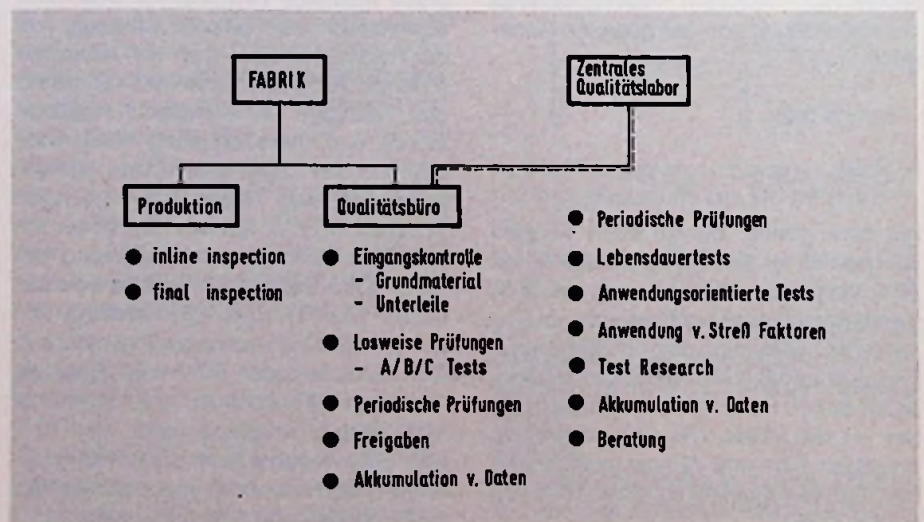 FABRIK
Zentrales
Qualitätslabor
Produktion
● inline inspection
● final inspection
Qualitätsbüro
● Eingangskontrolle
- Grundmaterial
- Unterleile
● Losweise Prüfungen
- A/B/C Tests
● Periodische Prüfungen
● Freigaben
● Akkumulation v. Daten
● Periodische Prüfungen
● Lebensdauertests
● Anwendungsorientierte Tests
● Anwendung v. Streß Faktoren
● Test Research
● Akkumulation v. Daten
● Beratung